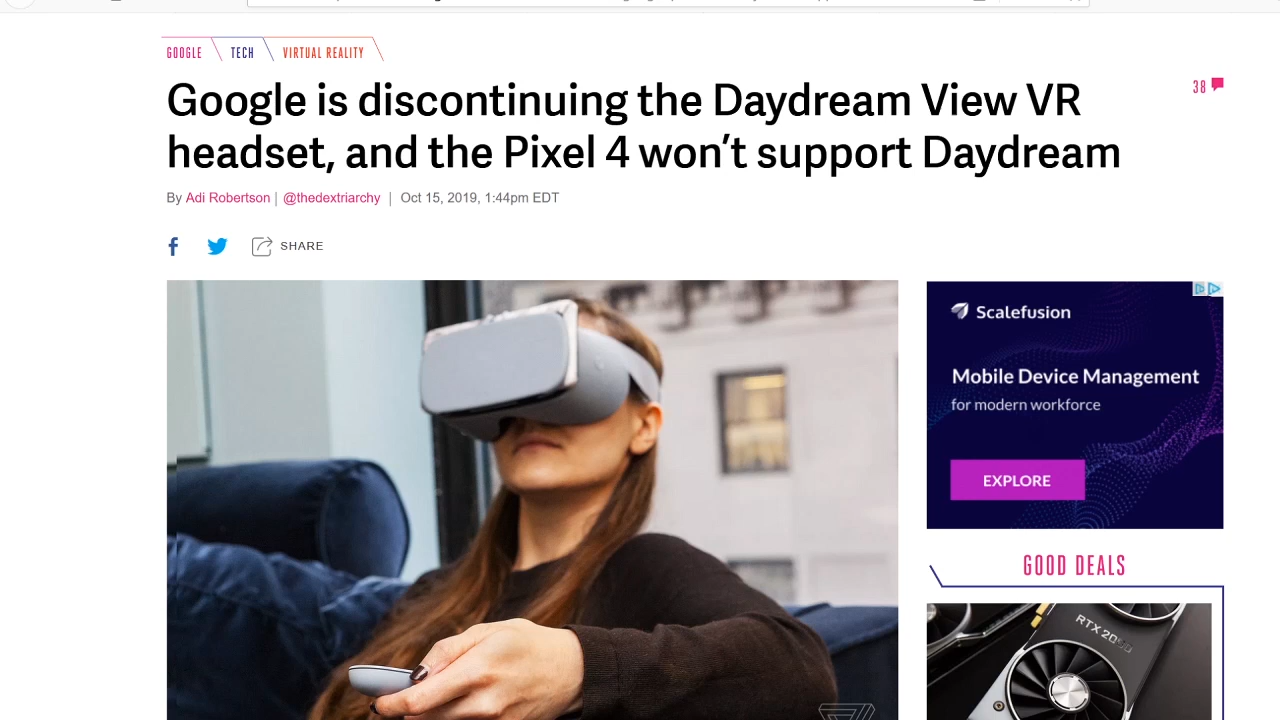 GOOGLE TECH VIRTUAL REALITY
Google is discontinuing the Daydream View VR
headset, and the Pixel 4 won't support Daydream
38
By Adi Robertson | @thedextriarchy | Oct 15, 2019, 1:44pm EDT
SHARE
Scalefusion
Mobile Device Management
for modern workforce
EXPLORE
GOOD DEALS